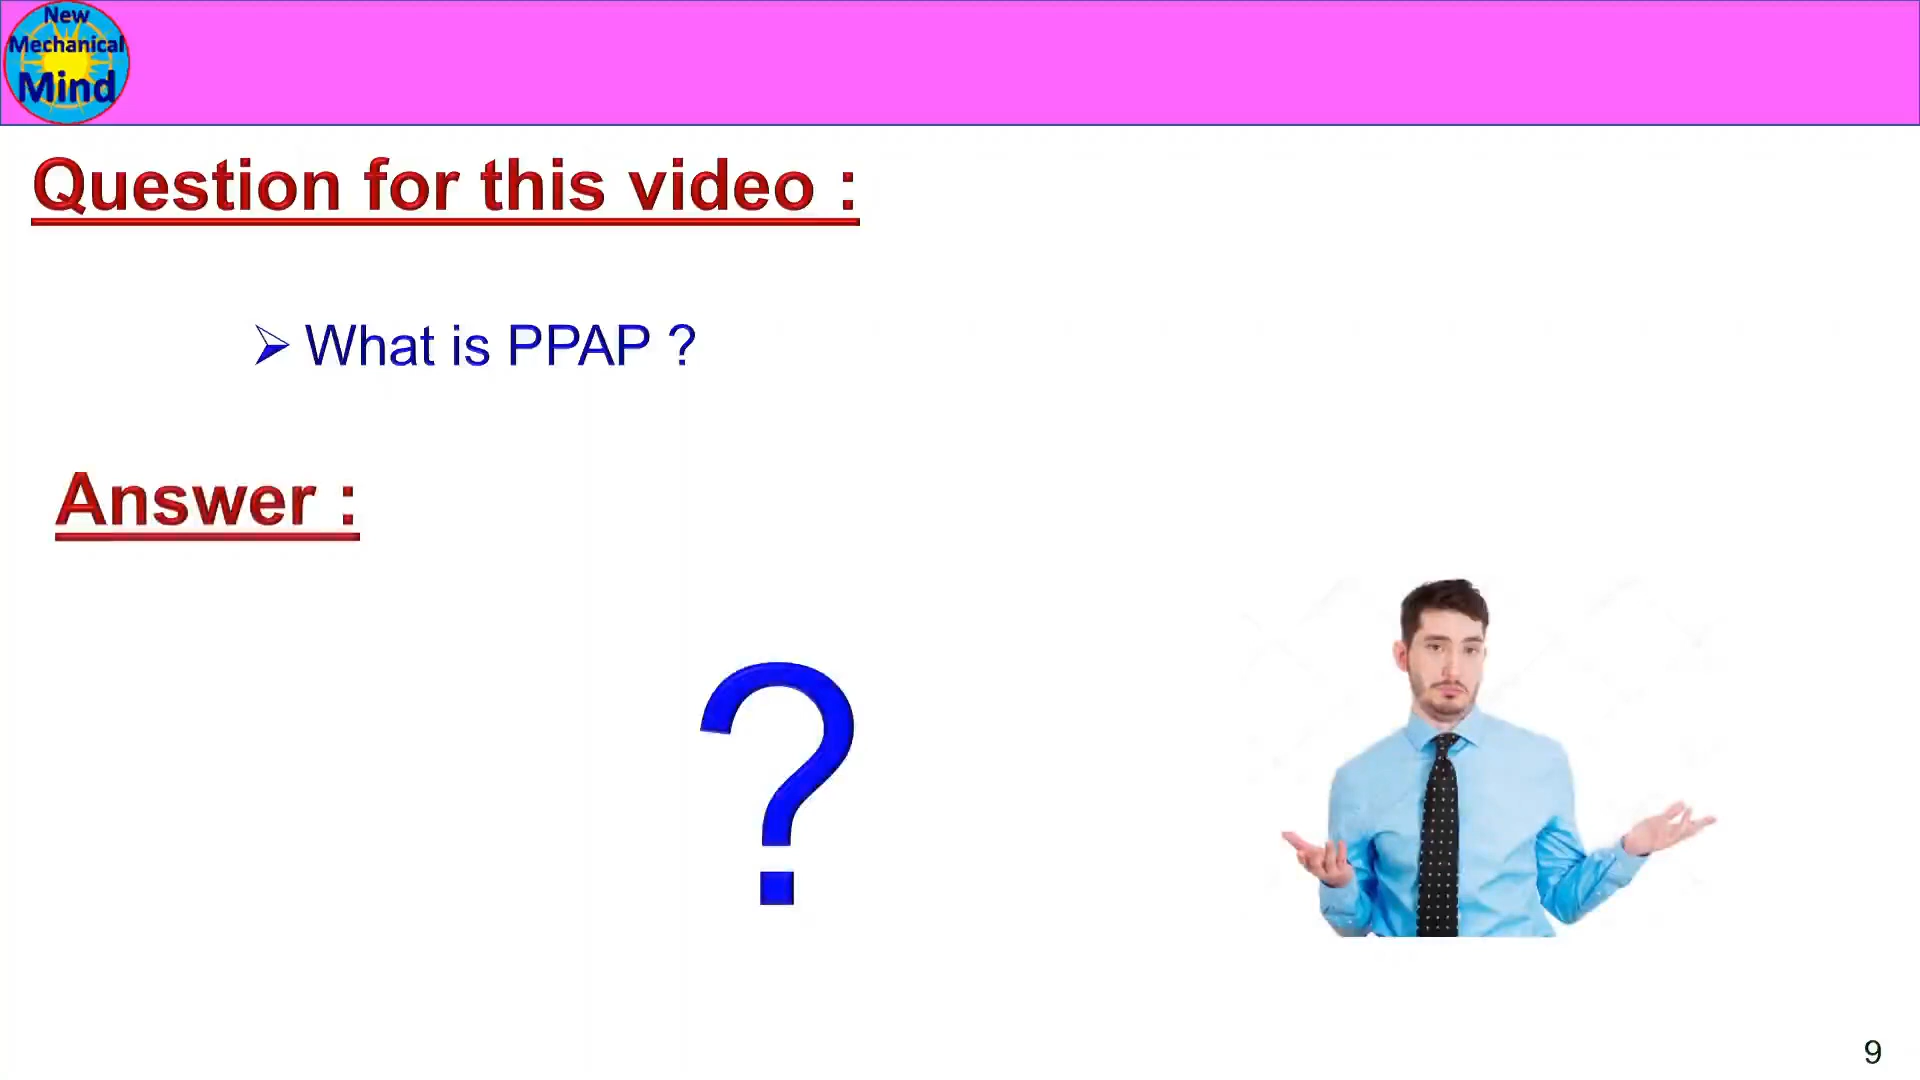 New
Mechanical
Mind
Question for this video :
➢ What is PPAP ?
Answer :
?
9